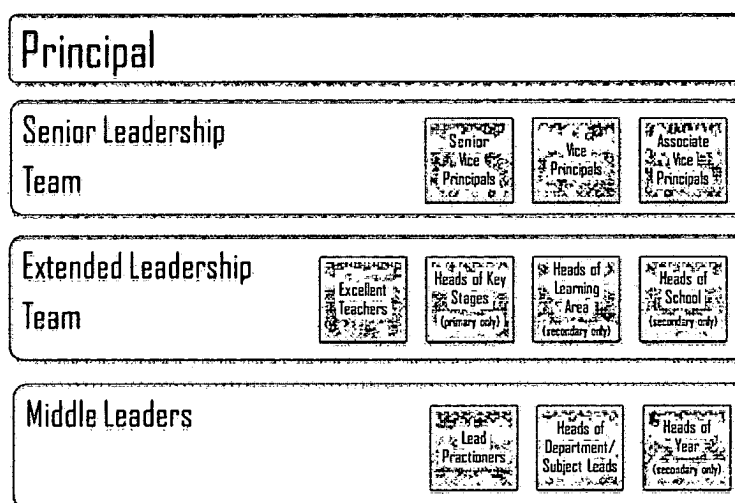 Principal
Senior Leadership
Team
Senior
Vice
Principals
Vice
Principals
Associate
Vice
Principals
Extended Leadership
Team
Excellent
Teachers
Heads of Key
Stages
(primary only)
Heads of
Learning
Area
(secondary only)
Heads of
School
(secondary only)
Middle Leaders
Lead
Practioners
Heads of
Department/
Subject Leads
Heads of
Year
(secondary only)